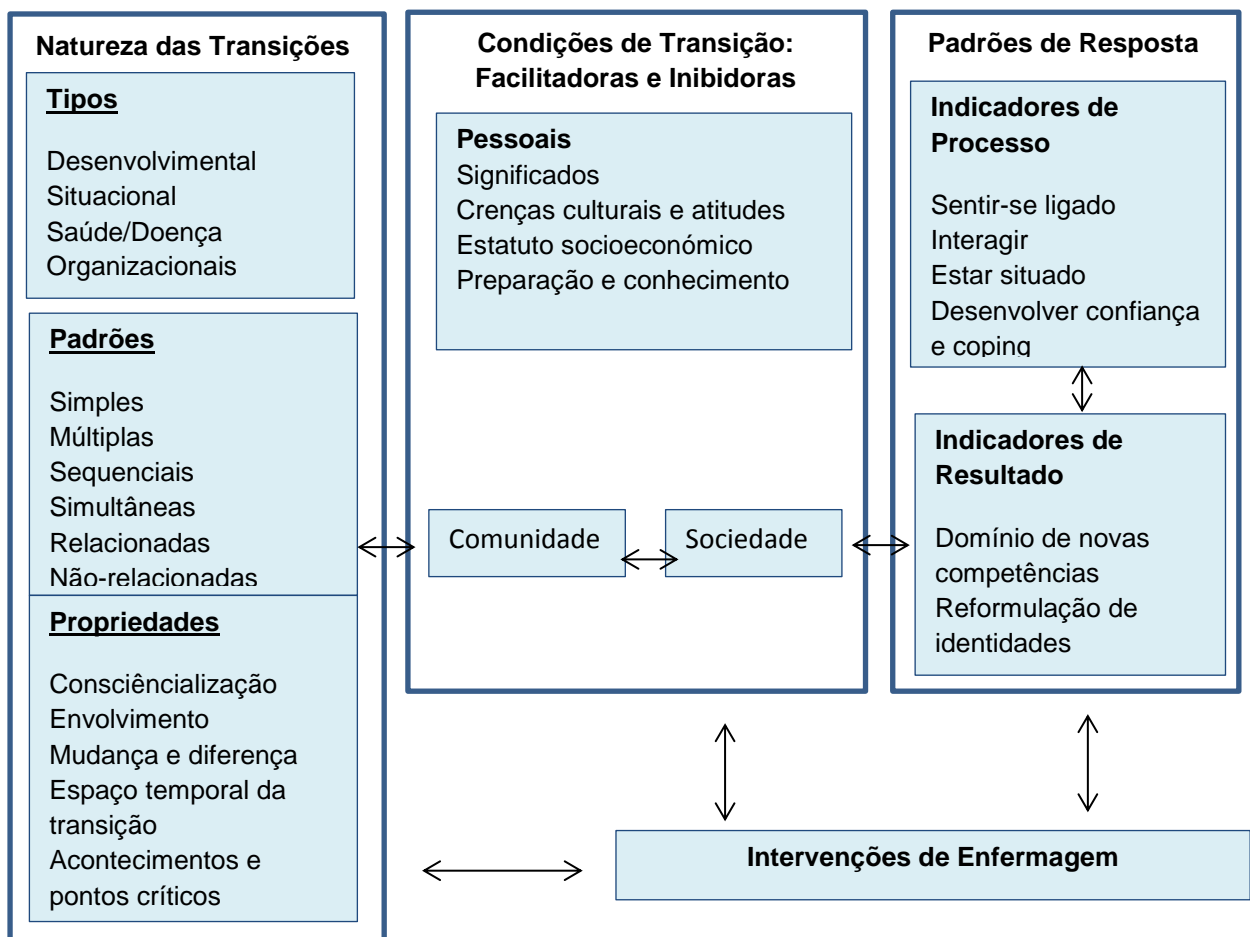 Natureza das Transições
Tipos
Desenvolvimental
Situacional
Saúde/Doença
Organizacionais
Padrões
Simples
Múltiplas
Sequenciais
Simultâneas
Relacionadas
Não-relacionadas
Propriedades
Consciêncialização
Envolvimento
Mudança e diferença
Espaço temporal da
transição
Acontecimentos e
pontos críticos
Condições de Transição:
Facilitadoras e Inibidoras
Pessoais
Significados
Crenças culturais e atitudes
Estatuto socioeconómico
Preparação e conhecimento
Comunidade
Sociedade
Padrões de Resposta
Indicadores de
Processo
Sentir-se ligado
Interagir
Estar situado
Desenvolver confiança
e coping
Indicadores de
Resultado
Domínio de novas
competências
Reformulação de
identidades
Intervenções de Enfermagem